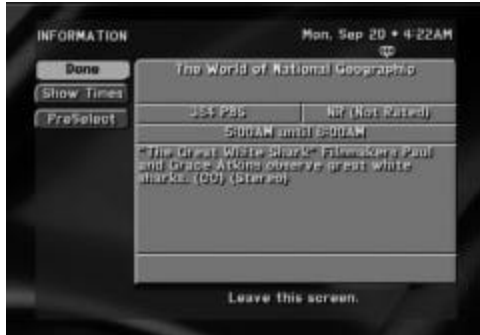 INFORMATION
Mon, Sep 20 • 4:22AM
Done
The World of National Geographic
Show Times
PreSelect
354 PBS
NR (Not Rated)
5:00AM until 6:00AM
"The Great White Shark" Filmmakers Paul
and Grace Atkins observe great white
sharks. (CC) (Stereo)
Leave this screen.